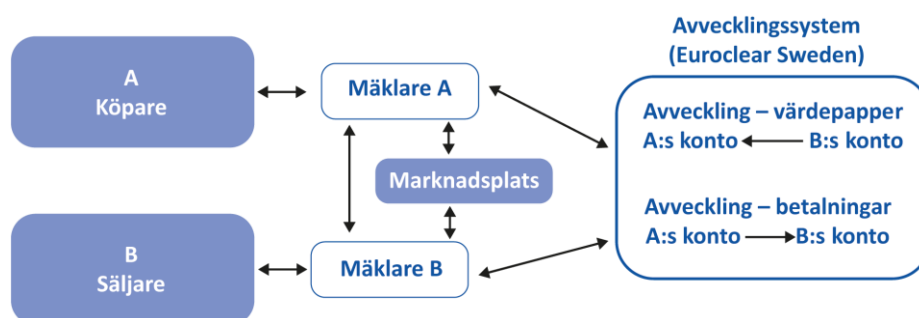 Avvecklingssystem
(Euroclear Sweden)
A
Köpare
Mäklare A
Avveckling – värdepapper
A:s konto B:s konto
Marknadsplats
Avveckling – betalningar
A:s konto B:s konto
B
Säljare
Mäklare B